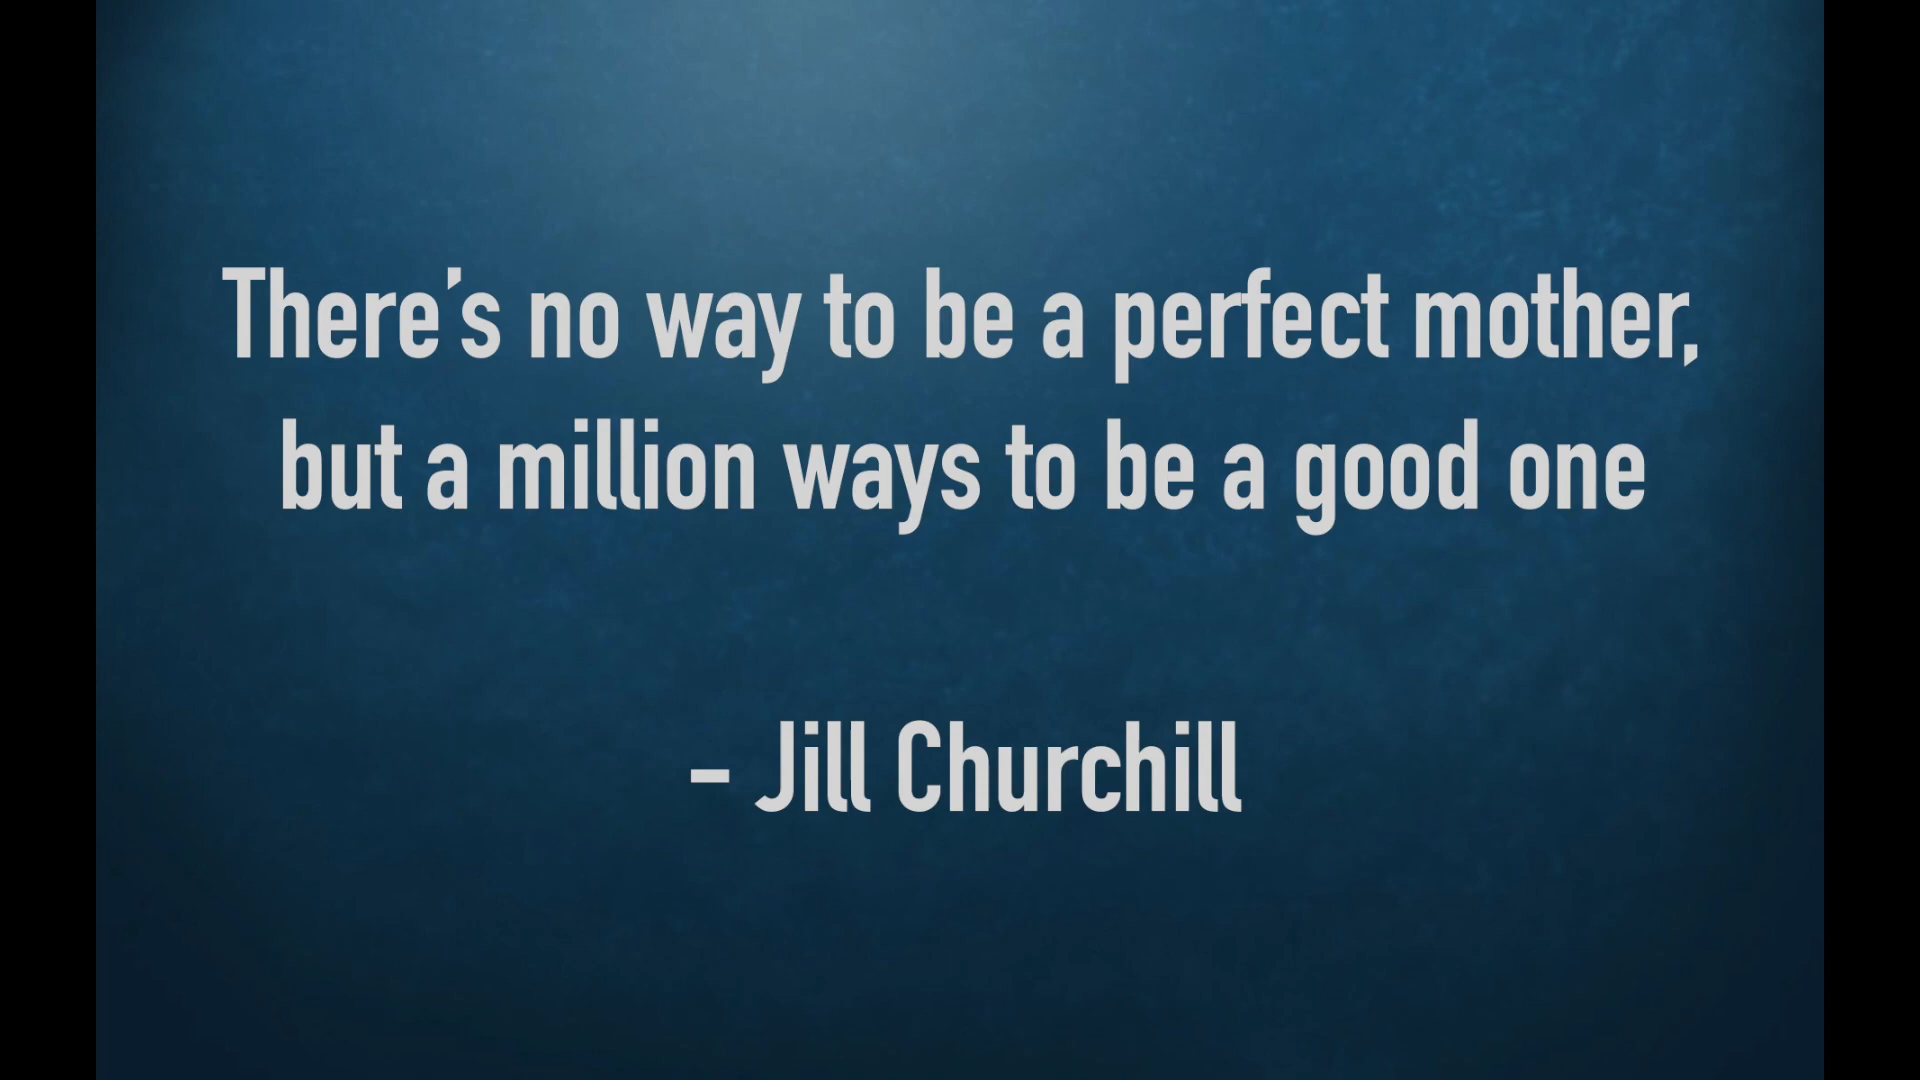 There’s no way to be a perfect mother,
but a million ways to be a good one
– Jill Churchill